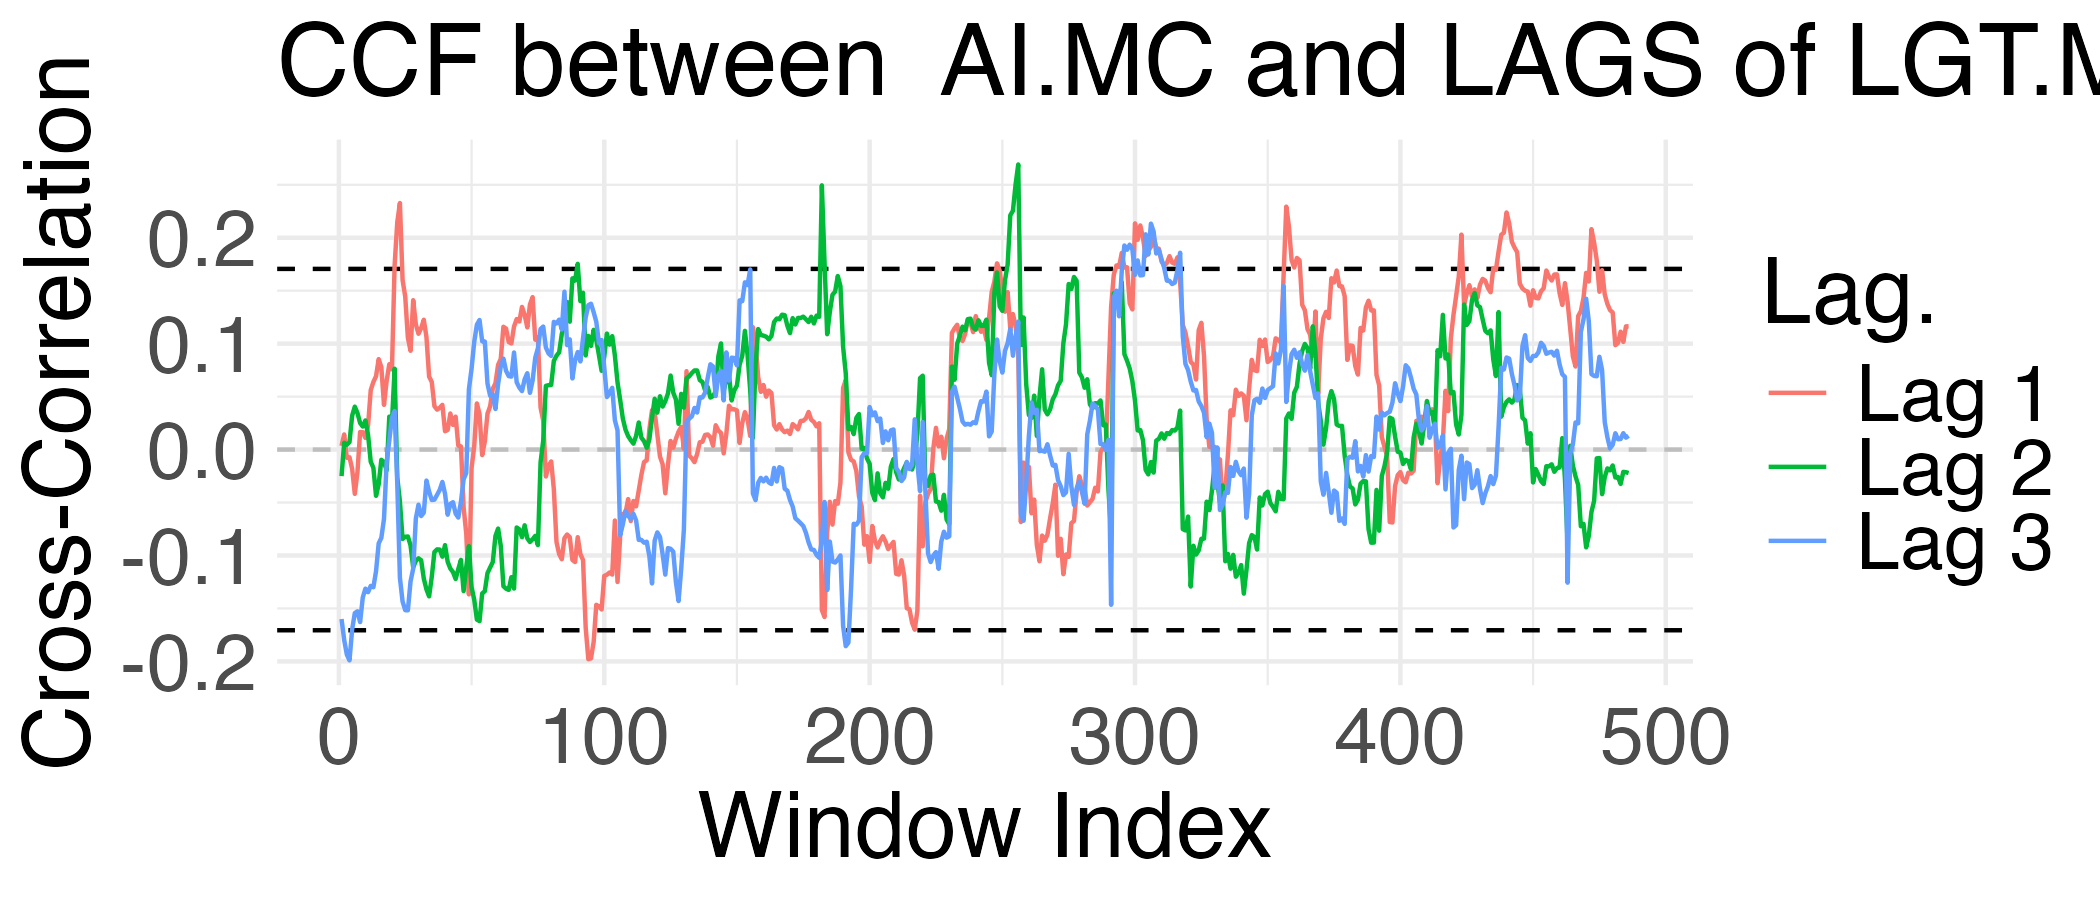 CCF between  AI.MC and LAGS of LGT.M
Cross-Correlation
0.2
0.1
0.0
-0.1
-0.2
0 100 200 300 400 500
Window Index
Lag.
Lag 1
Lag 2
Lag 3